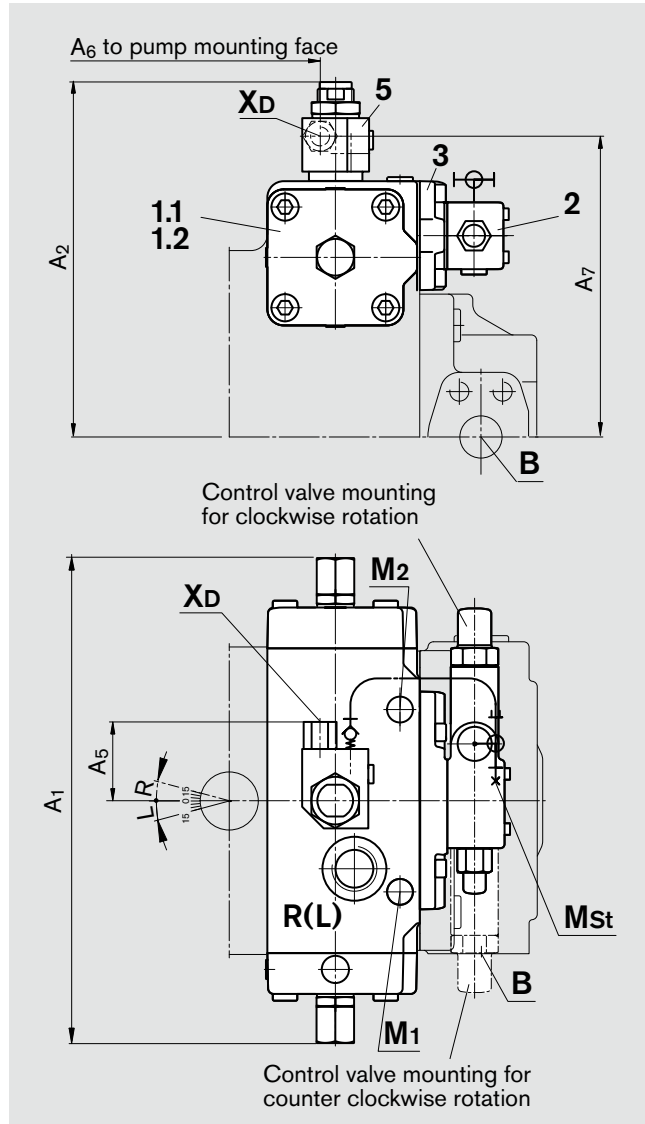 A6 to pump mounting face
XD
5
3
2
1.1
1.2
A2
A7
B
Control valve mounting
for clockwise rotation
M2
XD
A5
A1
R
L
15
0
15
R(L)
MSt
B
M1
Control valve mounting for
counter clockwise rotation